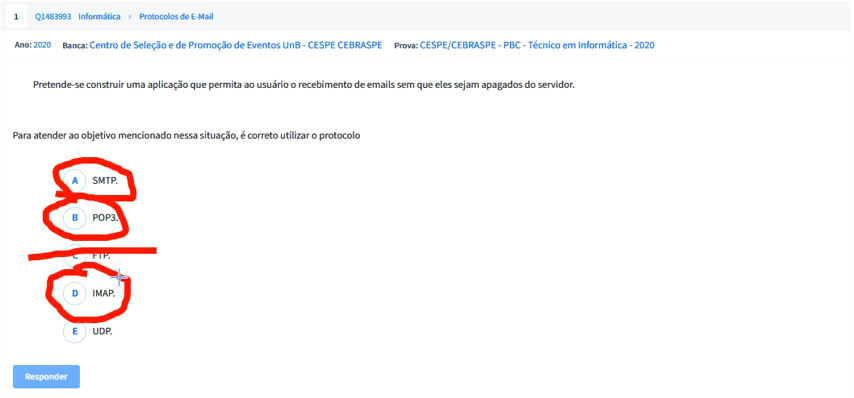 1 Q1483993 Informática > Protocolos de E-Mail
Ano: 2020 Banca: Centro de Seleção e de Promoção de Eventos UnB - CESPE CEBRASPE Prova: CESPE/CEBRASPE - PBC - Técnico em Informática - 2020
Pretende-se construir uma aplicação que permita ao usuário o recebimento de emails sem que eles sejam apagados do servidor.
Para atender ao objetivo mencionado nessa situação, é correto utilizar o protocolo
A SMTP.
B POP3.
C FTP.
D IMAP.
E UDP.
Responder